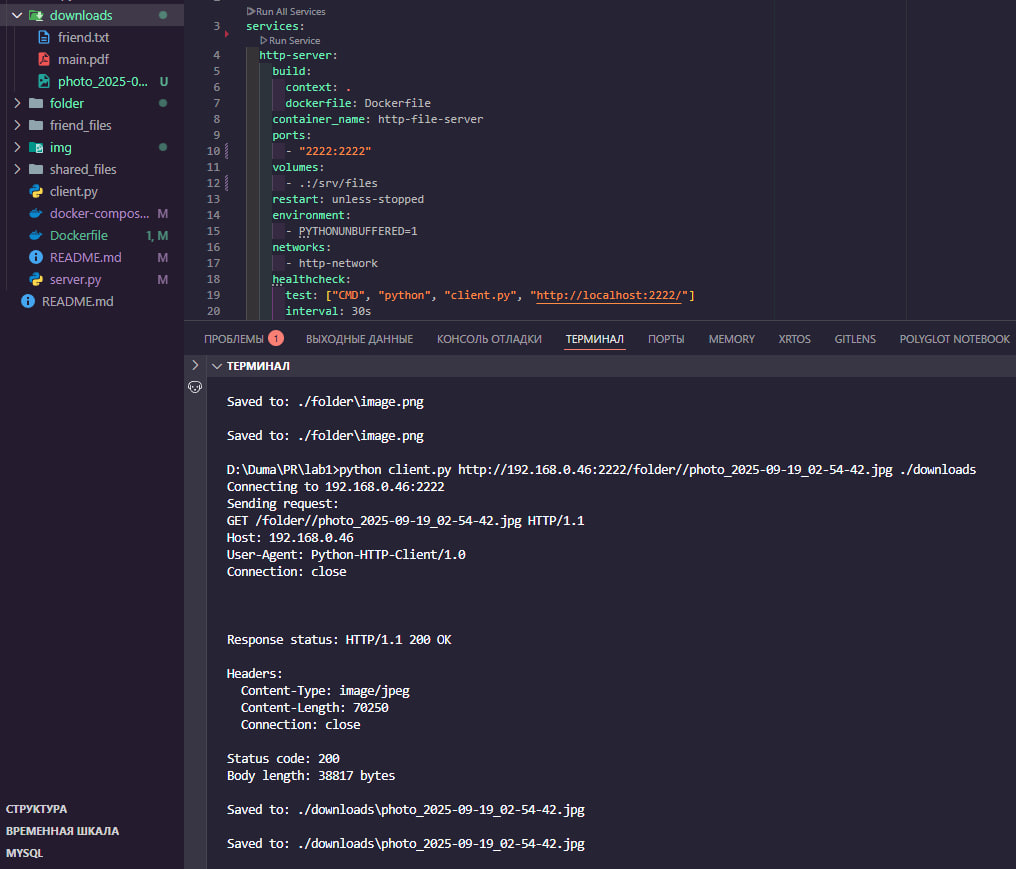 downloads
friend.txt
main.pdf
photo_2025-0... U
folder
friend_files
img
shared_files
client.py
docker-compos... M
Dockerfile 1, M
README.md M
server.py M
README.md
СТРУКТУРА
ВРЕМЕННАЯ ШКАЛА
MYSQL
Run All Services
3 services:
Run Service
4 http-server:
5 build:
6 context: .
7 dockerfile: Dockerfile
8 container_name: http-file-server
9 ports:
10 - "2222:2222"
11 volumes:
12 - .:/srv/files
13 restart: unless-stopped
14 environment:
15 - PYTHONUNBUFFERED=1
16 networks:
17 - http-network
18 healthcheck:
19 test: ["CMD", "python", "client.py", "http://localhost:2222/"]
20 interval: 30s
ПРОБЛЕМЫ 1 ВЫХОДНЫЕ ДАННЫЕ КОНСОЛЬ ОТЛАДКИ ТЕРМИНАЛ ПОРТЫ MEMORY XRTOS GITLENS POLYGLOT NOTEBOOK
ТЕРМИНАЛ
Saved to: ./folder\image.png
Saved to: ./folder\image.png
D:\Duma\PR\lab1>python client.py http://192.168.0.46:2222/folder//photo_2025-09-19_02-54-42.jpg ./downloads
Connecting to 192.168.0.46:2222
Sending request:
GET /folder//photo_2025-09-19_02-54-42.jpg HTTP/1.1
Host: 192.168.0.46
User-Agent: Python-HTTP-Client/1.0
Connection: close
Response status: HTTP/1.1 200 OK
Headers:
Content-Type: image/jpeg
Content-Length: 70250
Connection: close
Status code: 200
Body length: 38817 bytes
Saved to: ./downloads\photo_2025-09-19_02-54-42.jpg
Saved to: ./downloads\photo_2025-09-19_02-54-42.jpg